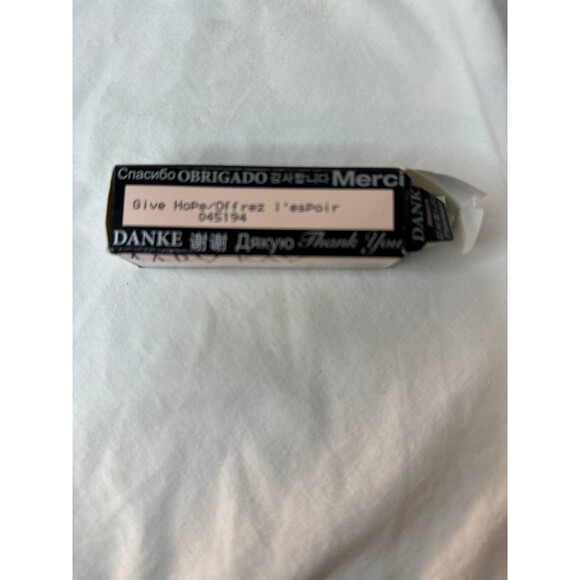 Спасибо OBRIGADO 감사합니다 Merci
Give Hope/Offrez l'espoir
045194
DANKE 谢谢 Дякую Thank You
DANK